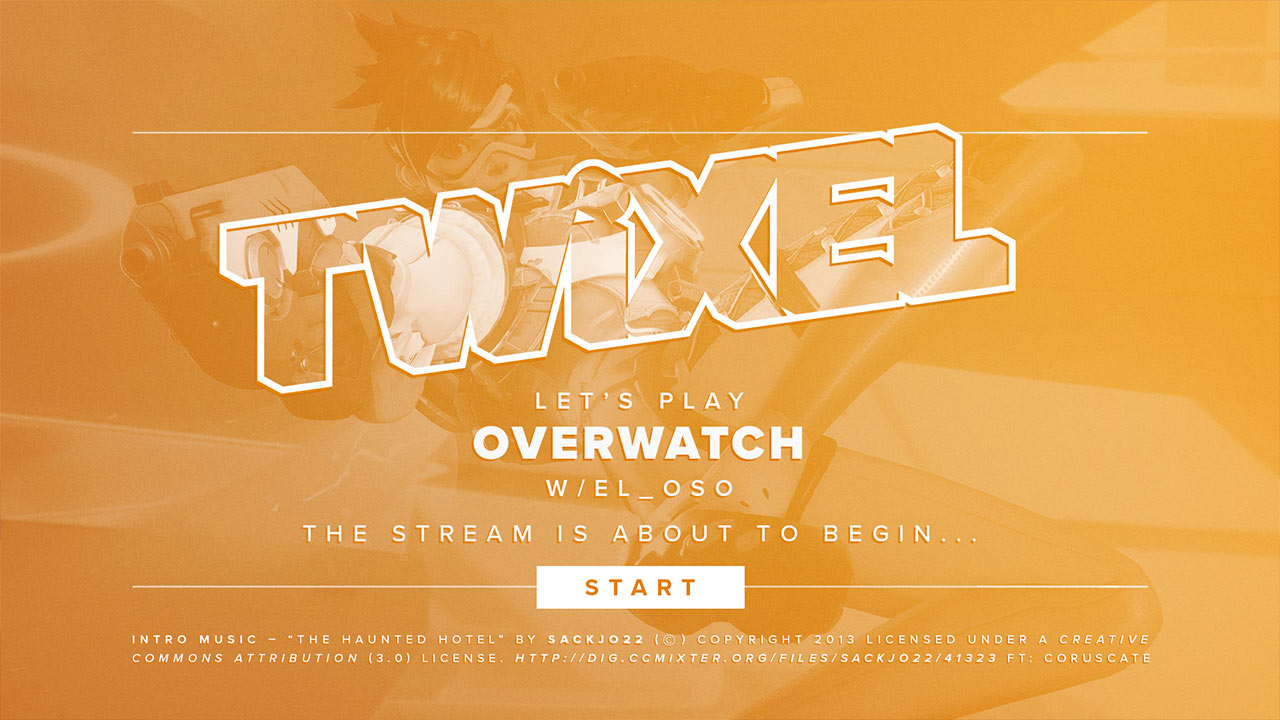 TWIXEL
LET'S PLAY
OVERWATCH
W/EL_OSO
THE STREAM IS ABOUT TO BEGIN...
START
INTRO MUSIC – "THE HAUNTED HOTEL" BY SACKJO22 (©) COPYRIGHT 2013 LICENSED UNDER A CREATIVE
COMMONS ATTRIBUTION (3.0) LICENSE. HTTP://DIG.CCMIXTER.ORG/FILES/SACKJO22/41323 FT: CORUSCATE